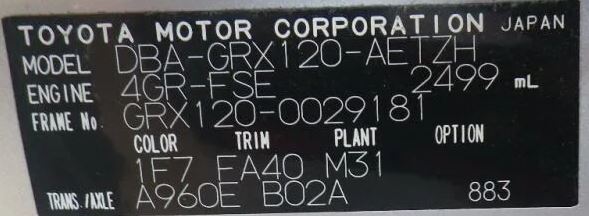 TOYOTA MOTOR CORPORATION JAPAN
MODEL DBA-GRX120-AETZH
ENGINE 4GR-FSE 2499 mL
FRAME No. GRX120-0029181
COLOR TRIM PLANT OPTION
1F7 EA40 M31
TRANS./AXLE A960E B02A 883